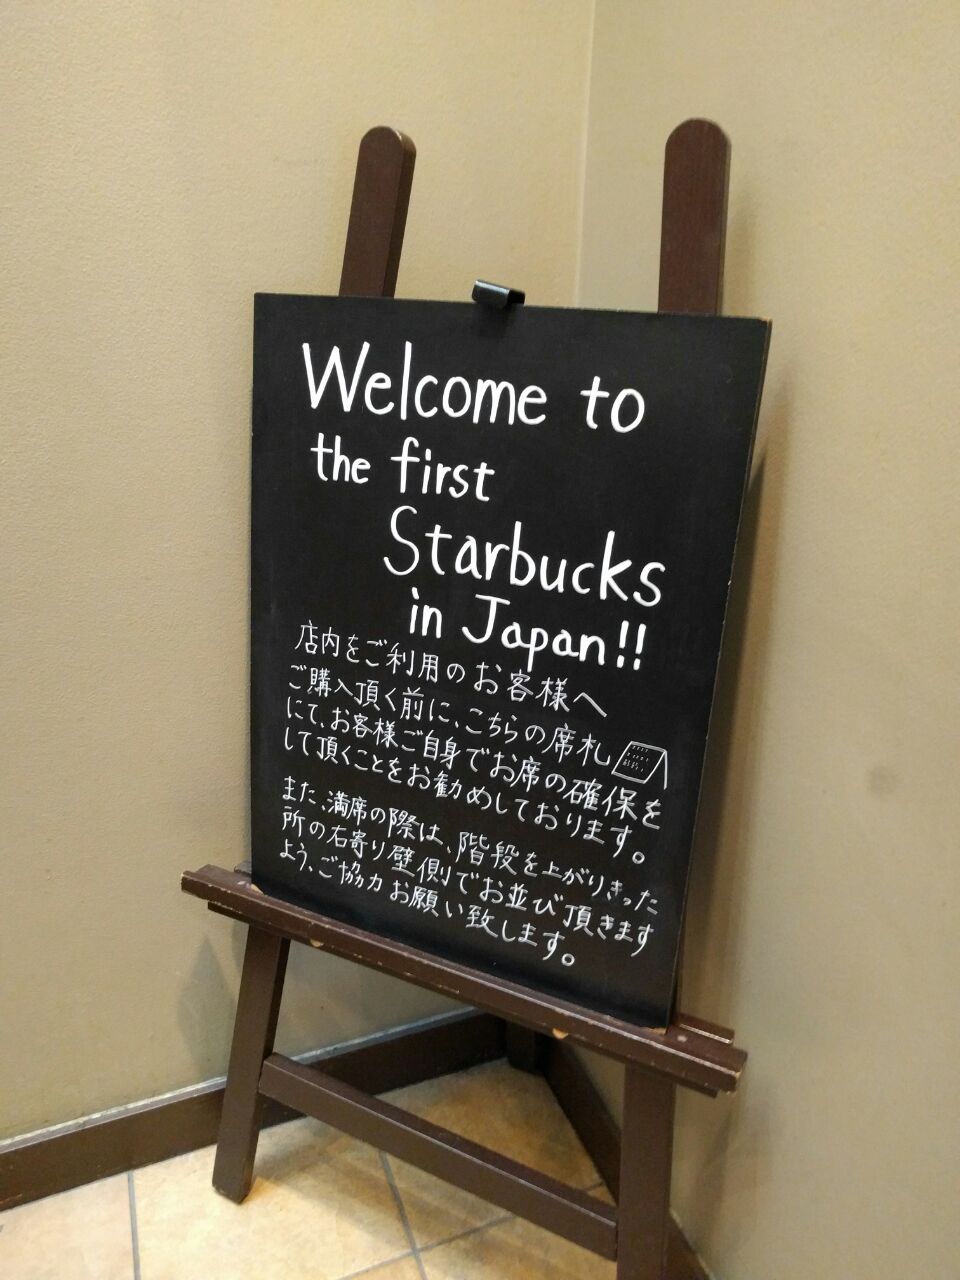 Welcome to
the first
Starbucks
in Japan!!
店内をご利用のお客様へ
ご購入頂く前に、こちらの席札
にて、お客様ご自身でお席の確保を
して頂くことをお勧めしております。
また、満席の際は、階段を上がりきった
所の右寄り壁側でお並び頂きます
よう、ご協力お願い致します。